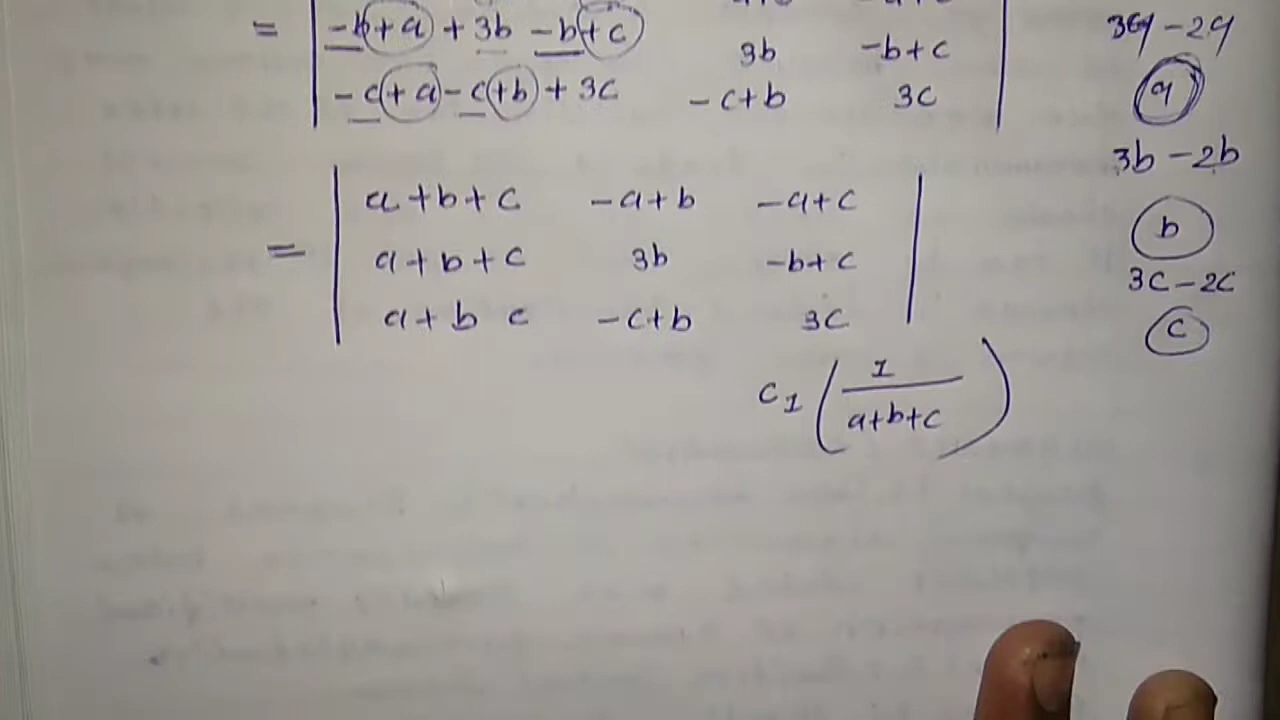 = | -b+a+3b-b+c 3b -b+c |
-c+a-c+b+3c -c+b 3c
= | a+b+c -a+b -a+c |
a+b+c 3b -b+c
a+b c -c+b 3c
C1 ( 1 / a+b+c )
3a-2a
a
3b-2b
b
3c-2c
c